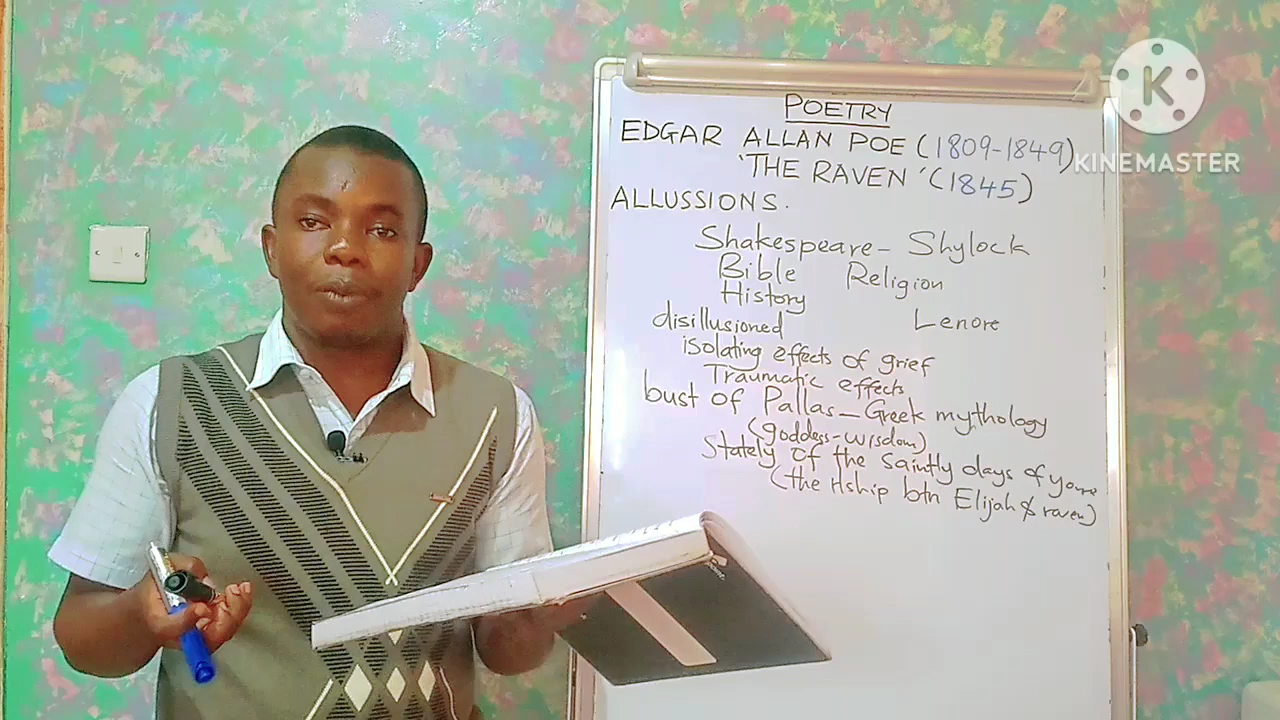 POETRY
EDGAR ALLAN POE (1809-1849)
'THE RAVEN' (1845)
ALLUSSIONS.
Shakespeare - Shylock
Bible Religion
History
disillusioned Lenore
isolating effects of grief
Traumatic effects
bust of Pallas - Greek mythology
(goddess - wisdom)
Stately of the saintly days of yore
(the r/ship btn Elijah & raven)
K
KINEMASTER